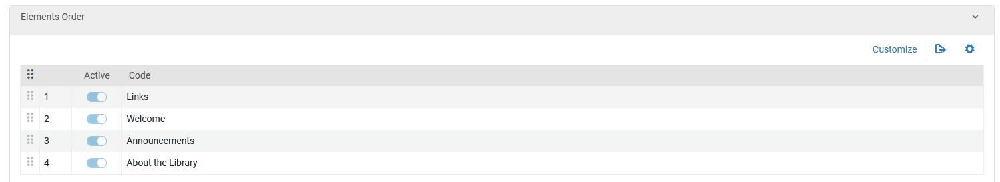 Elements Order
Customize
Active Code
1 Links
2 Welcome
3 Announcements
4 About the Library